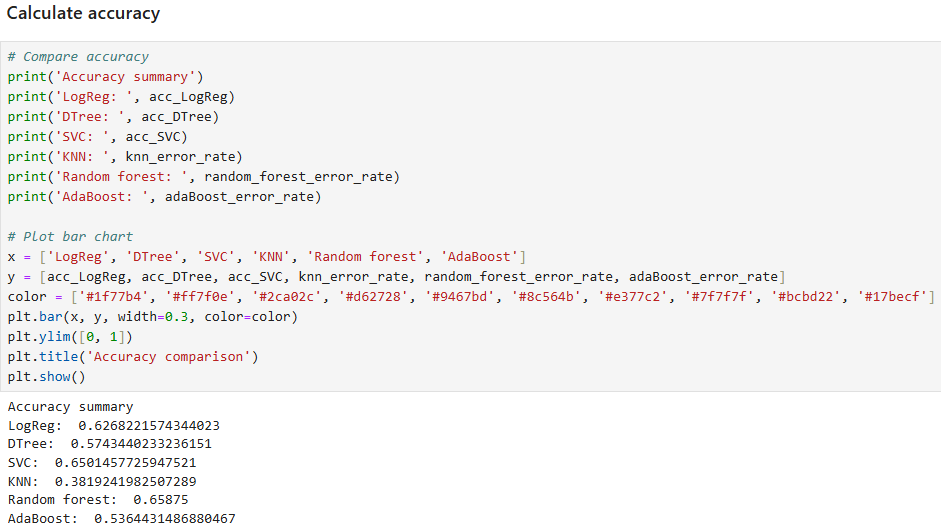 Calculate accuracy
# Compare accuracy
print('Accuracy summary')
print('LogReg: ', acc_LogReg)
print('DTree: ', acc_DTree)
print('SVC: ', acc_SVC)
print('KNN: ', knn_error_rate)
print('Random forest: ', random_forest_error_rate)
print('AdaBoost: ', adaBoost_error_rate)
# Plot bar chart
x = ['LogReg', 'DTree', 'SVC', 'KNN', 'Random forest', 'AdaBoost']
y = [acc_LogReg, acc_DTree, acc_SVC, knn_error_rate, random_forest_error_rate, adaBoost_error_rate]
color = ['#1f77b4', '#ff7f0e', '#2ca02c', '#d62728', '#9467bd', '#8c564b', '#e377c2', '#7f7f7f', '#bcbd22', '#17becf']
plt.bar(x, y, width=0.3, color=color)
plt.ylim([0, 1])
plt.title('Accuracy comparison')
plt.show()
Accuracy summary
LogReg:  0.6268221574344023
DTree:  0.5743440233236151
SVC:  0.6501457725947521
KNN:  0.3819241982507289
Random forest:  0.65875
AdaBoost:  0.5364431486880467